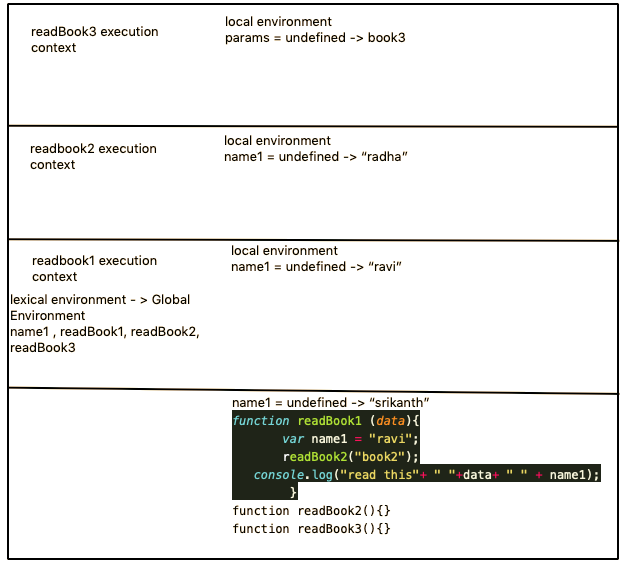 readBook3 execution
context
local environment
params = undefined -> book3
readbook2 execution
context
local environment
name1 = undefined -> “radha”
readbook1 execution
context
local environment
name1 = undefined -> “ravi”
lexical environment - > Global
Environment
name1 , readBook1, readBook2,
readBook3
name1 = undefined -> “srikanth”
function readBook1 (data){
var name1 = "ravi";
readBook2("book2");
console.log("read this"+ " "+data+ " " + name1);
}
function readBook2(){}
function readBook3(){}